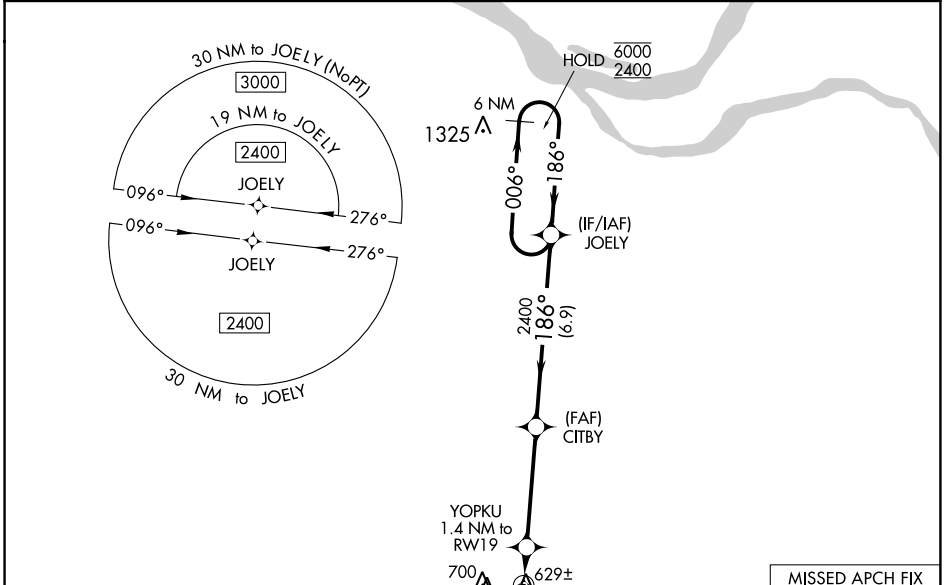 30 NM to JOELY (NoPT)
3000
19 NM to JOELY
2400
JOELY
096°
276°
096°
276°
JOELY
2400
30 NM to JOELY
HOLD
6000
2400
6 NM
1325
006°
186°
(IF/IAF)
JOELY
2400
186°
(6.9)
(FAF)
CITBY
YOPKU
1.4 NM to
RW19
700
629±
MISSED APCH FIX